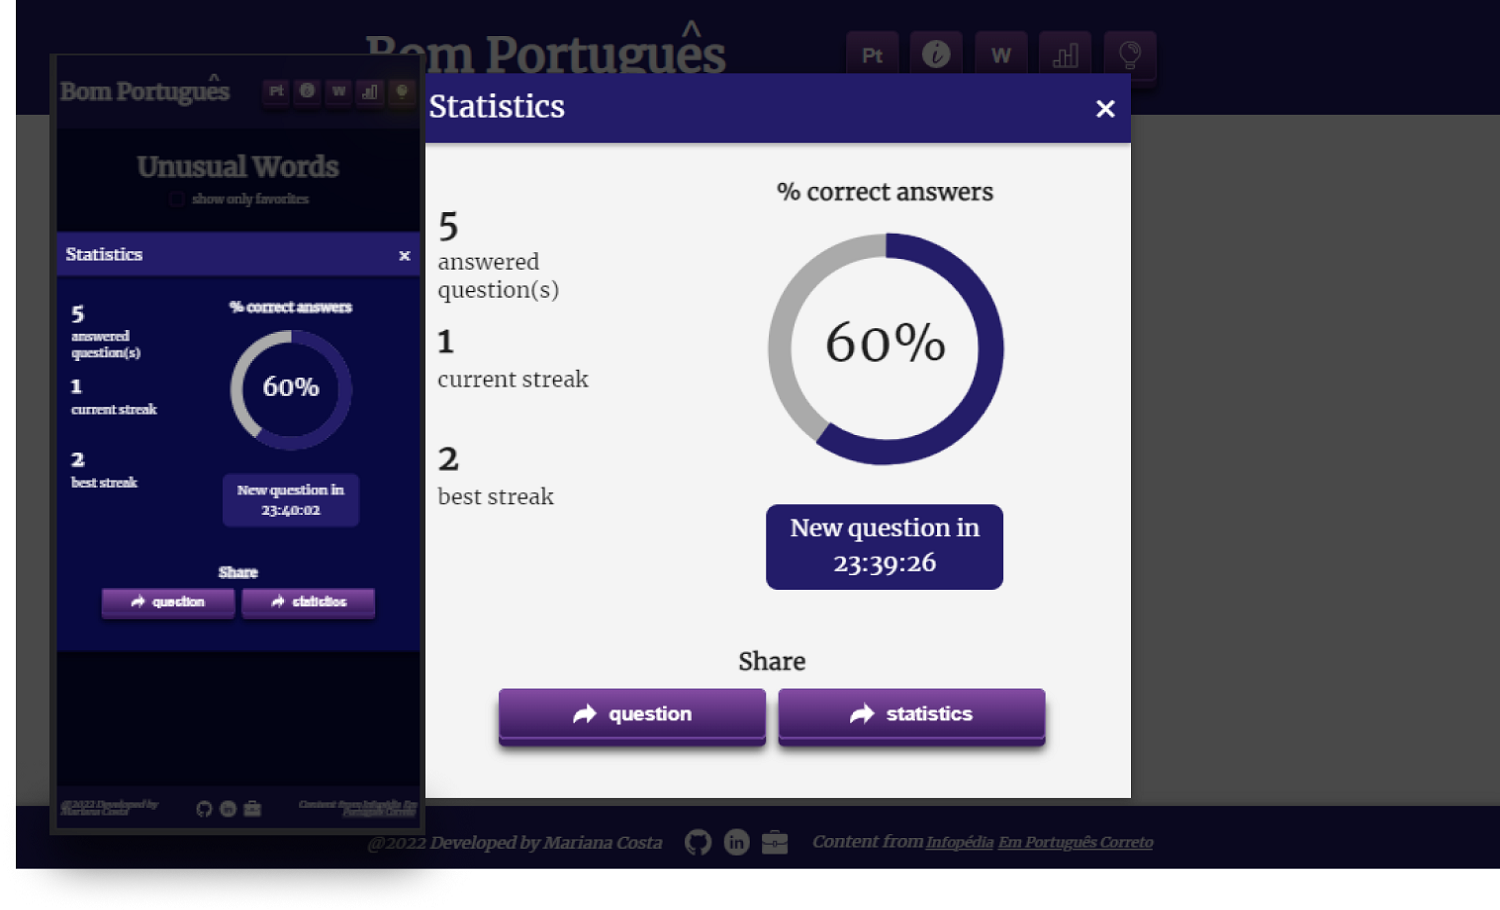 Bom Português
Pt
W
Statistics
5
answered
question(s)
1
current streak
2
best streak
% correct answers
60%
New question in
23:39:26
Share
question
statistics
@2022 Developed by Mariana Costa
in
Content from Infopédia Em Português Correto
Bom Português
Pt
W
Unusual Words
show only favorites
Statistics
5
answered
question(s)
1
current streak
2
best streak
% correct answers
60%
New question in
23:40:02
Share
question
statistics
@2022 Developed by
Mariana Costa
in
Content from Infopédia Em
Português Correto